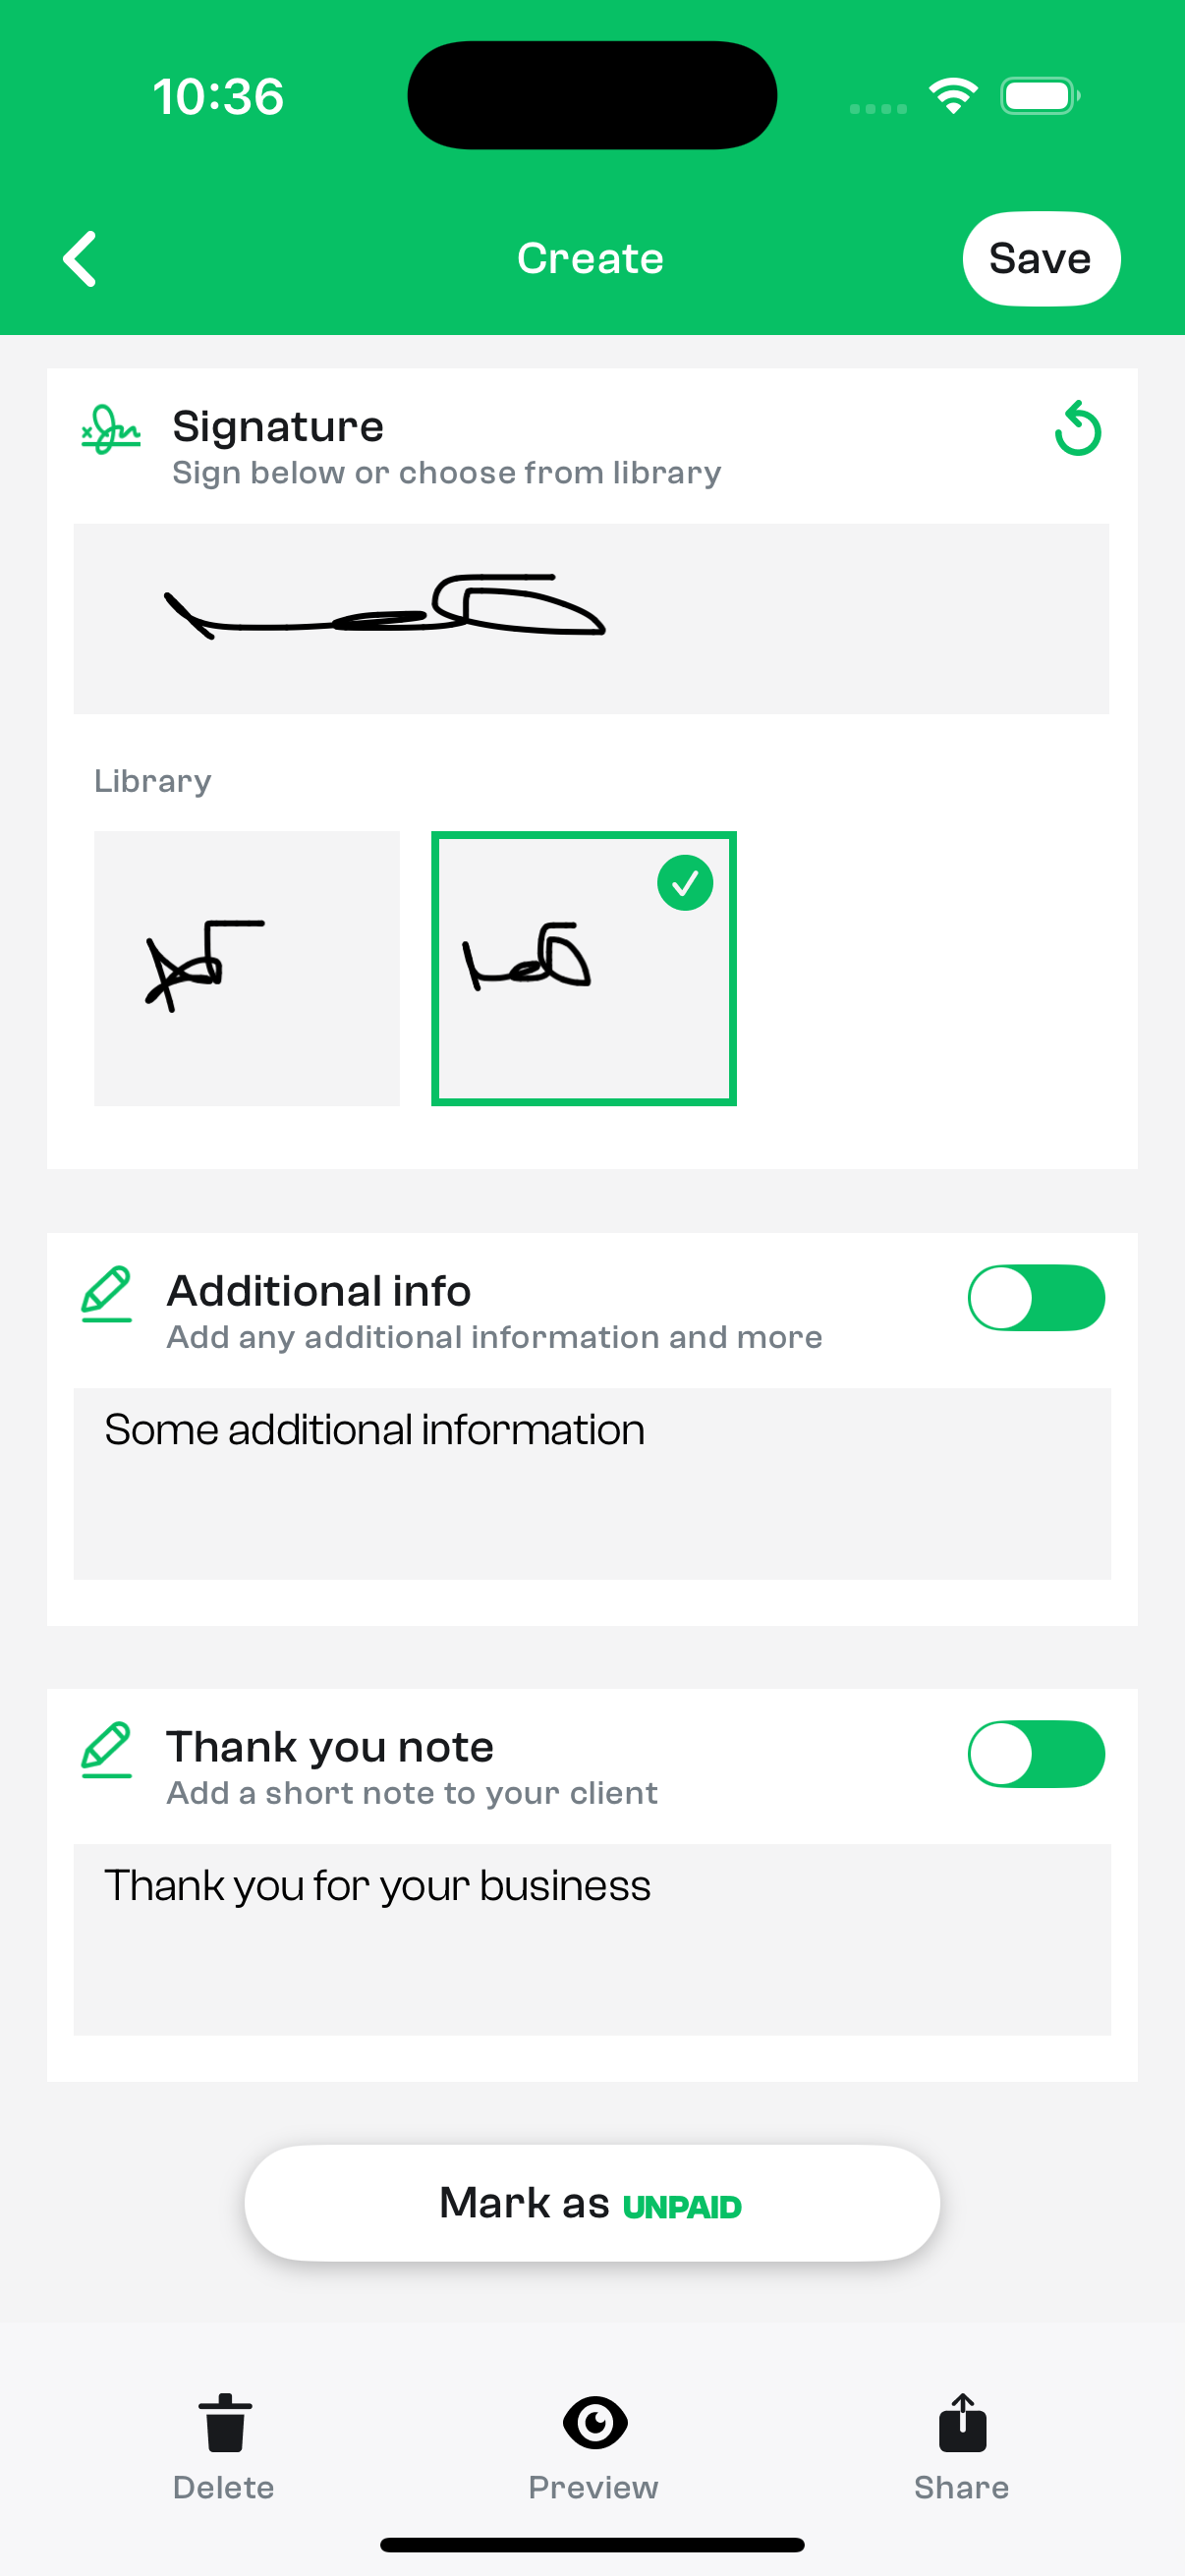 10:36
Create
Save
Signature
Sign below or choose from library
Library
Additional info
Add any additional information and more
Some additional information
Thank you note
Add a short note to your client
Thank you for your business
Mark as UNPAID
Delete
Preview
Share